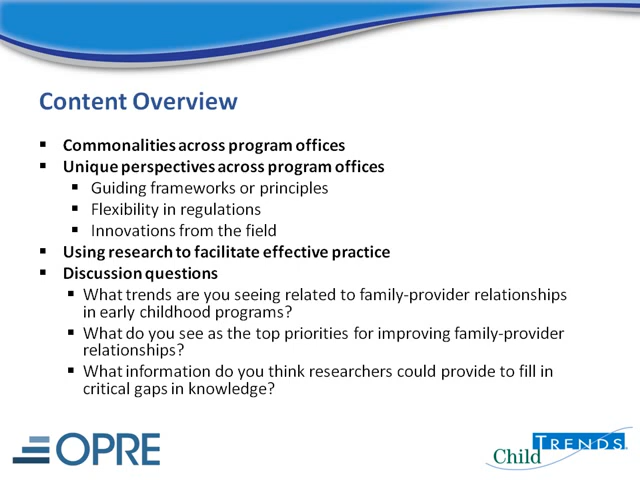 Content Overview
▪ Commonalities across program offices
▪ Unique perspectives across program offices
▪ Guiding frameworks or principles
▪ Flexibility in regulations
▪ Innovations from the field
▪ Using research to facilitate effective practice
▪ Discussion questions
▪ What trends are you seeing related to family-provider relationships
in early childhood programs?
▪ What do you see as the top priorities for improving family-provider
relationships?
▪ What information do you think researchers could provide to fill in
critical gaps in knowledge?
OPRE
Child TRENDS